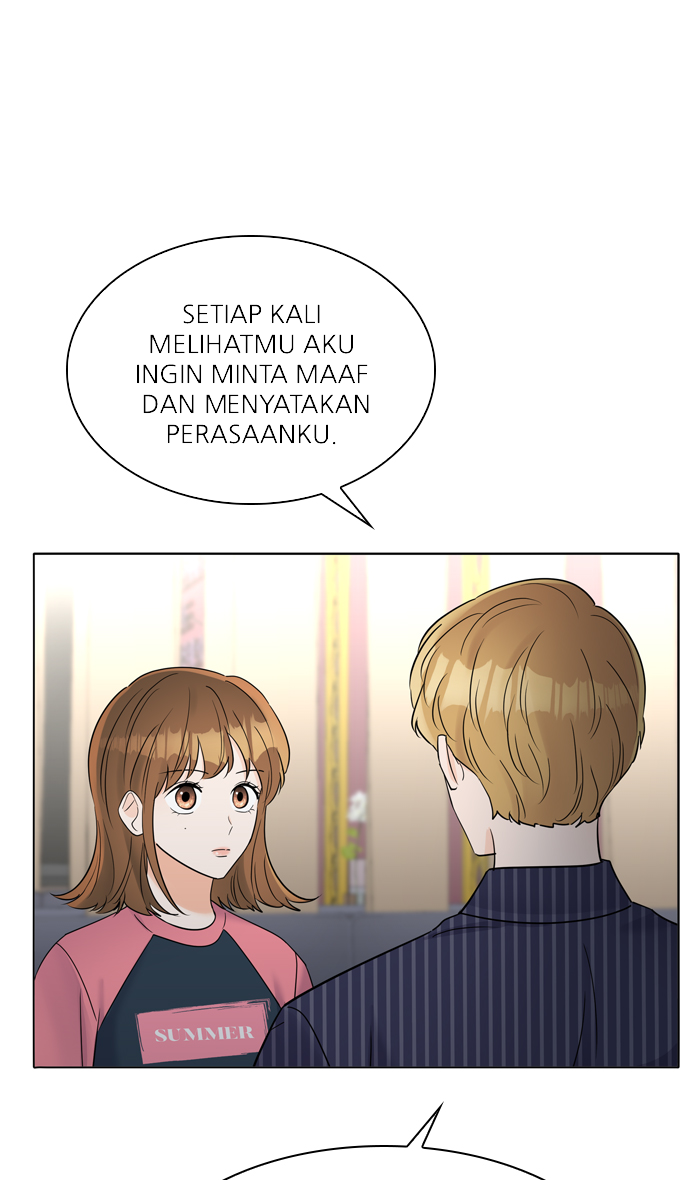 SETIAP KALI
MELIHATMU AKU
INGIN MINTA MAAF
DAN MENYATAKAN
PERASAANKU.
SUMMER